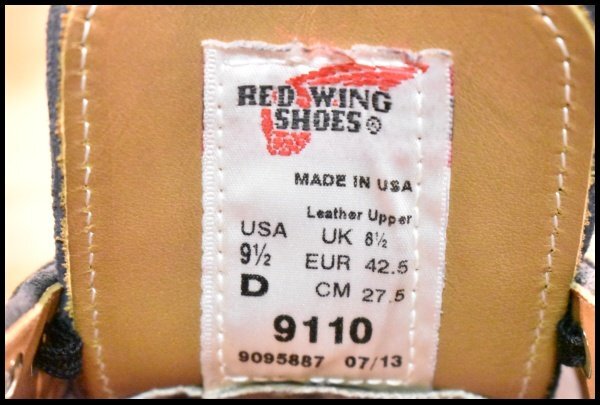 RED WING
SHOES®
MADE IN USA
Leather Upper
USA UK 8½
9½ EUR 42.5
D CM 27.5
9110
9095887 07/13